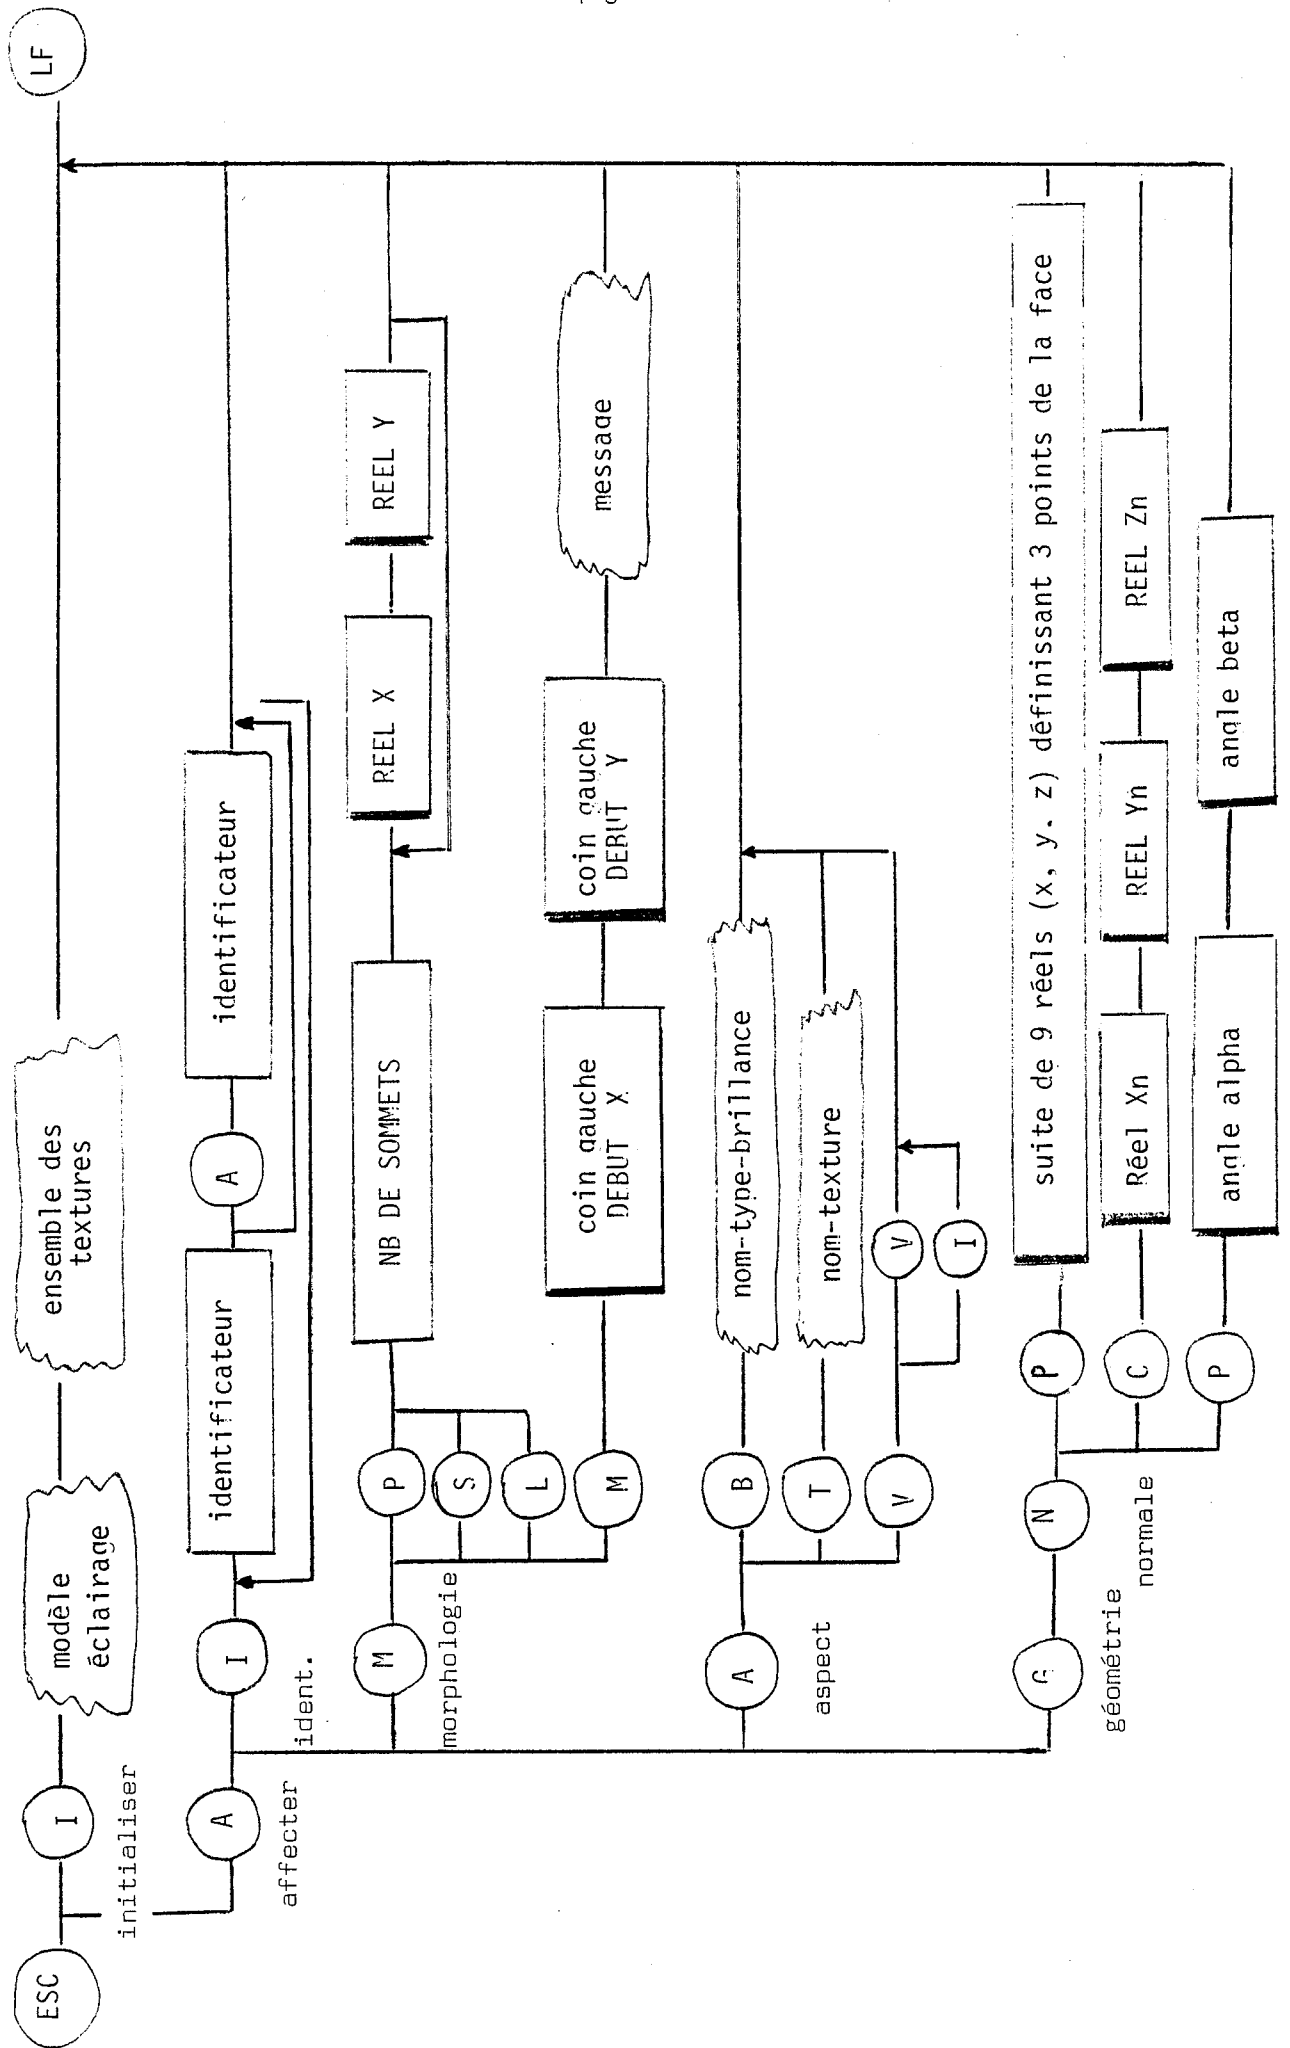 ESC
I
initialiser
modèle
éclairage
ensemble des
textures
LF
A
affecter
I
ident.
identificateur
A
identificateur
M
morphologie
P
S
L
M
NB DE SOMMETS
REEL X
REEL Y
coin gauche
DEBUT X
coin gauche
DEBUT Y
message
A
aspect
B
nom-type-brillance
T
nom-texture
V
V
I
G
géométrie
N
normale
P
suite de 9 réels (x, y. z) définissant 3 points de la face
C
Réel Xn
REEL Yn
REEL Zn
P
angle alpha
angle beta